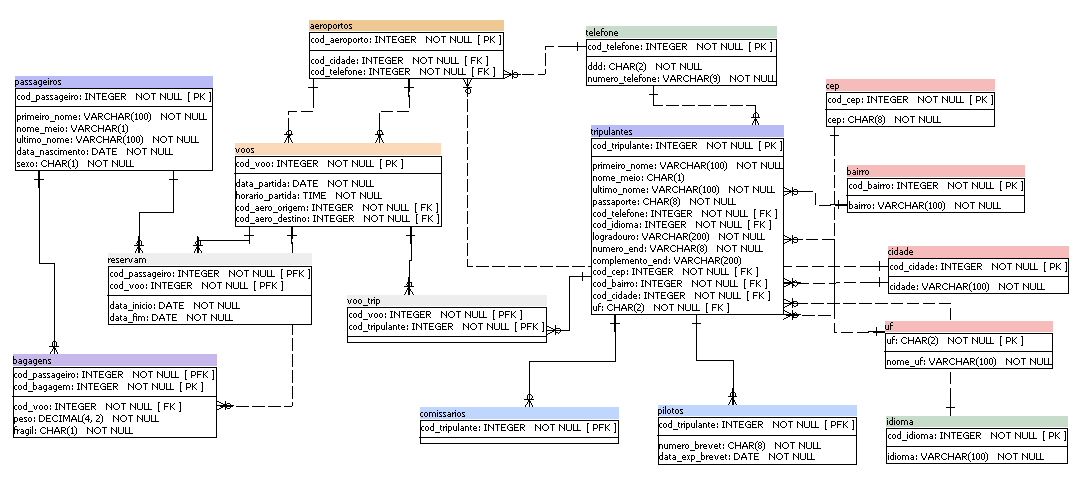 aeroportos
cod_aeroporto: INTEGER NOT NULL [ PK ]
cod_cidade: INTEGER NOT NULL [ FK ]
cod_telefone: INTEGER NOT NULL [ FK ]
telefone
cod_telefone: INTEGER NOT NULL [ PK ]
ddd: CHAR(2) NOT NULL
numero_telefone: VARCHAR(9) NOT NULL
passageiros
cod_passageiro: INTEGER NOT NULL [ PK ]
primeiro_nome: VARCHAR(100) NOT NULL
nome_meio: VARCHAR(1)
ultimo_nome: VARCHAR(100) NOT NULL
data_nascimento: DATE NOT NULL
sexo: CHAR(1) NOT NULL
cep
cod_cep: INTEGER NOT NULL [ PK ]
cep: CHAR(8) NOT NULL
voos
cod_voo: INTEGER NOT NULL [ PK ]
data_partida: DATE NOT NULL
horario_partida: TIME NOT NULL
cod_aero_origem: INTEGER NOT NULL [ FK ]
cod_aero_destino: INTEGER NOT NULL [ FK ]
tripulantes
cod_tripulante: INTEGER NOT NULL [ PK ]
primeiro_nome: VARCHAR(100) NOT NULL
nome_meio: CHAR(1)
ultimo_nome: VARCHAR(100) NOT NULL
passaporte: CHAR(8) NOT NULL
cod_telefone: INTEGER NOT NULL [ FK ]
cod_idioma: INTEGER NOT NULL [ FK ]
logradouro: VARCHAR(200) NOT NULL
numero_end: VARCHAR(8) NOT NULL
complemento_end: VARCHAR(200)
cod_cep: INTEGER NOT NULL [ FK ]
cod_bairro: INTEGER NOT NULL [ FK ]
cod_cidade: INTEGER NOT NULL [ FK ]
uf: CHAR(2) NOT NULL [ FK ]
bairro
cod_bairro: INTEGER NOT NULL [ PK ]
bairro: VARCHAR(100) NOT NULL
cidade
cod_cidade: INTEGER NOT NULL [ PK ]
cidade: VARCHAR(100) NOT NULL
reservam
cod_passageiro: INTEGER NOT NULL [ PFK ]
cod_voo: INTEGER NOT NULL [ PFK ]
data_inicio: DATE NOT NULL
data_fim: DATE NOT NULL
voo_trip
cod_voo: INTEGER NOT NULL [ PFK ]
cod_tripulante: INTEGER NOT NULL [ PFK ]
uf
uf: CHAR(2) NOT NULL [ PK ]
nome_uf: VARCHAR(100) NOT NULL
bagagens
cod_passageiro: INTEGER NOT NULL [ PFK ]
cod_bagagem: INTEGER NOT NULL [ PK ]
cod_voo: INTEGER NOT NULL [ FK ]
peso: DECIMAL(4, 2) NOT NULL
fragil: CHAR(1) NOT NULL
comissarios
cod_tripulante: INTEGER NOT NULL [ PFK ]
pilotos
cod_tripulante: INTEGER NOT NULL [ PFK ]
numero_brevet: CHAR(8) NOT NULL
data_exp_brevet: DATE NOT NULL
idioma
cod_idioma: INTEGER NOT NULL [ PK ]
idioma: VARCHAR(100) NOT NULL